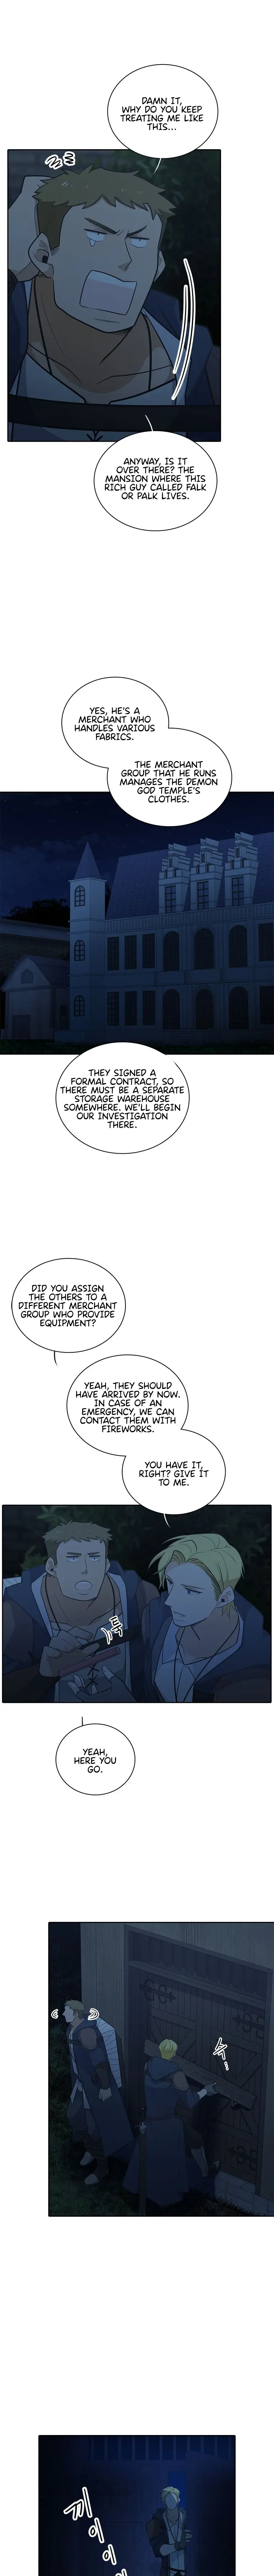 DAMN IT,
WHY DO YOU KEEP
TREATING ME LIKE
THIS...
ANYWAY, IS IT
OVER THERE? THE
MANSION WHERE THIS
RICH GUY CALLED FALK
OR PALK LIVES.
YES, HE'S A
MERCHANT WHO
HANDLES VARIOUS
FABRICS.
THE MERCHANT
GROUP THAT HE RUNS
MANAGES THE DEMON
GOD TEMPLE'S
CLOTHES.
THEY SIGNED A
FORMAL CONTRACT, SO
THERE MUST BE A SEPARATE
STORAGE WAREHOUSE
SOMEWHERE. WE'LL BEGIN
OUR INVESTIGATION
THERE.
DID YOU ASSIGN
THE OTHERS TO A
DIFFERENT MERCHANT
GROUP WHO PROVIDE
EQUIPMENT?
YEAH, THEY SHOULD
HAVE ARRIVED BY NOW.
IN CASE OF AN
EMERGENCY, WE CAN
CONTACT THEM WITH
FIREWORKS.
YOU HAVE IT,
RIGHT? GIVE IT
TO ME.
YEAH,
HERE YOU
GO.
스...
끼이이